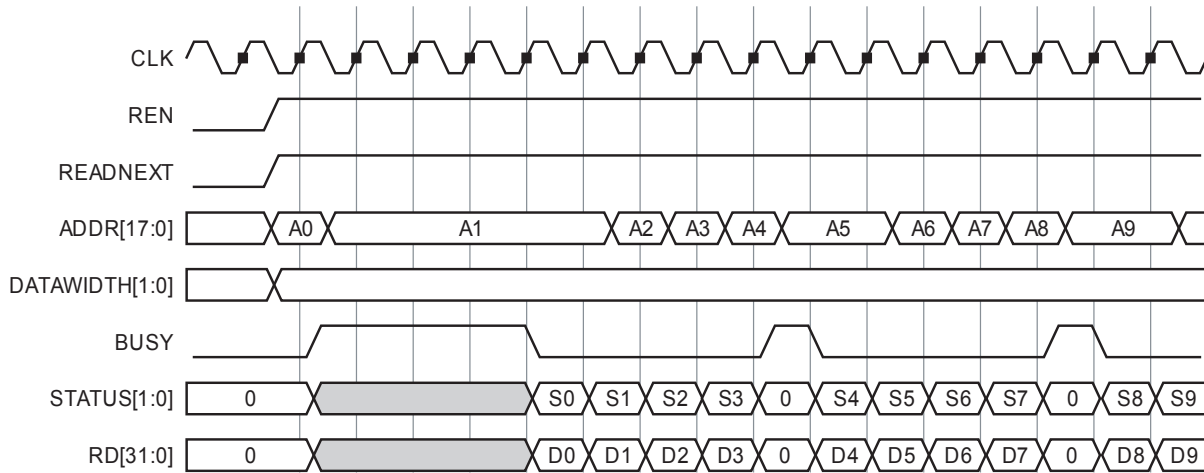 CLK
REN
READNEXT
ADDR[17:0] A0 A1 A2 A3 A4 A5 A6 A7 A8 A9
DATAWIDTH[1:0]
BUSY
STATUS[1:0] 0 S0 S1 S2 S3 0 S4 S5 S6 S7 0 S8 S9
RD[31:0] 0 D0 D1 D2 D3 0 D4 D5 D6 D7 0 D8 D9